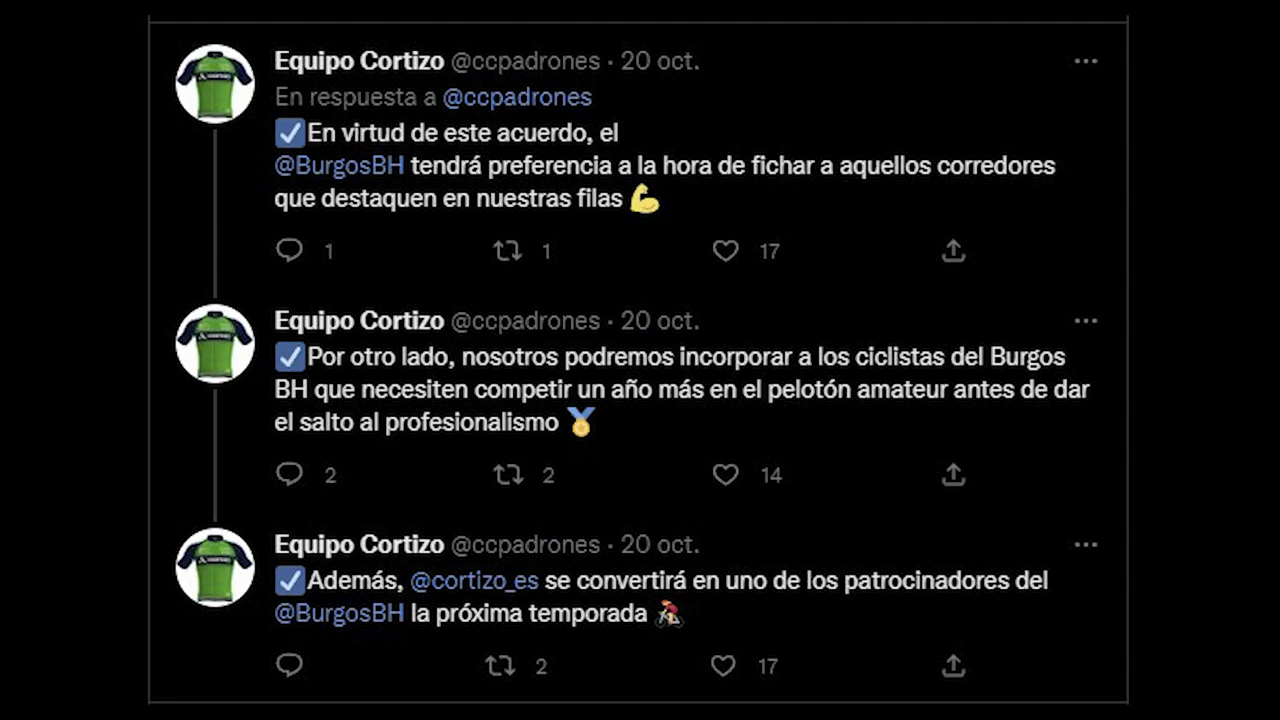 Equipo Cortizo @ccpadrones · 20 oct.
En respuesta a @ccpadrones
☑️En virtud de este acuerdo, el
@BurgosBH tendrá preferencia a la hora de fichar a aquellos corredores
que destaquen en nuestras filas 💪
1 1 17
Equipo Cortizo @ccpadrones · 20 oct.
☑️Por otro lado, nosotros podremos incorporar a los ciclistas del Burgos
BH que necesiten competir un año más en el pelotón amateur antes de dar
el salto al profesionalismo 🏅
2 2 14
Equipo Cortizo @ccpadrones · 20 oct.
☑️Además, @cortizo_es se convertirá en uno de los patrocinadores del
@BurgosBH la próxima temporada 🚴
2 17